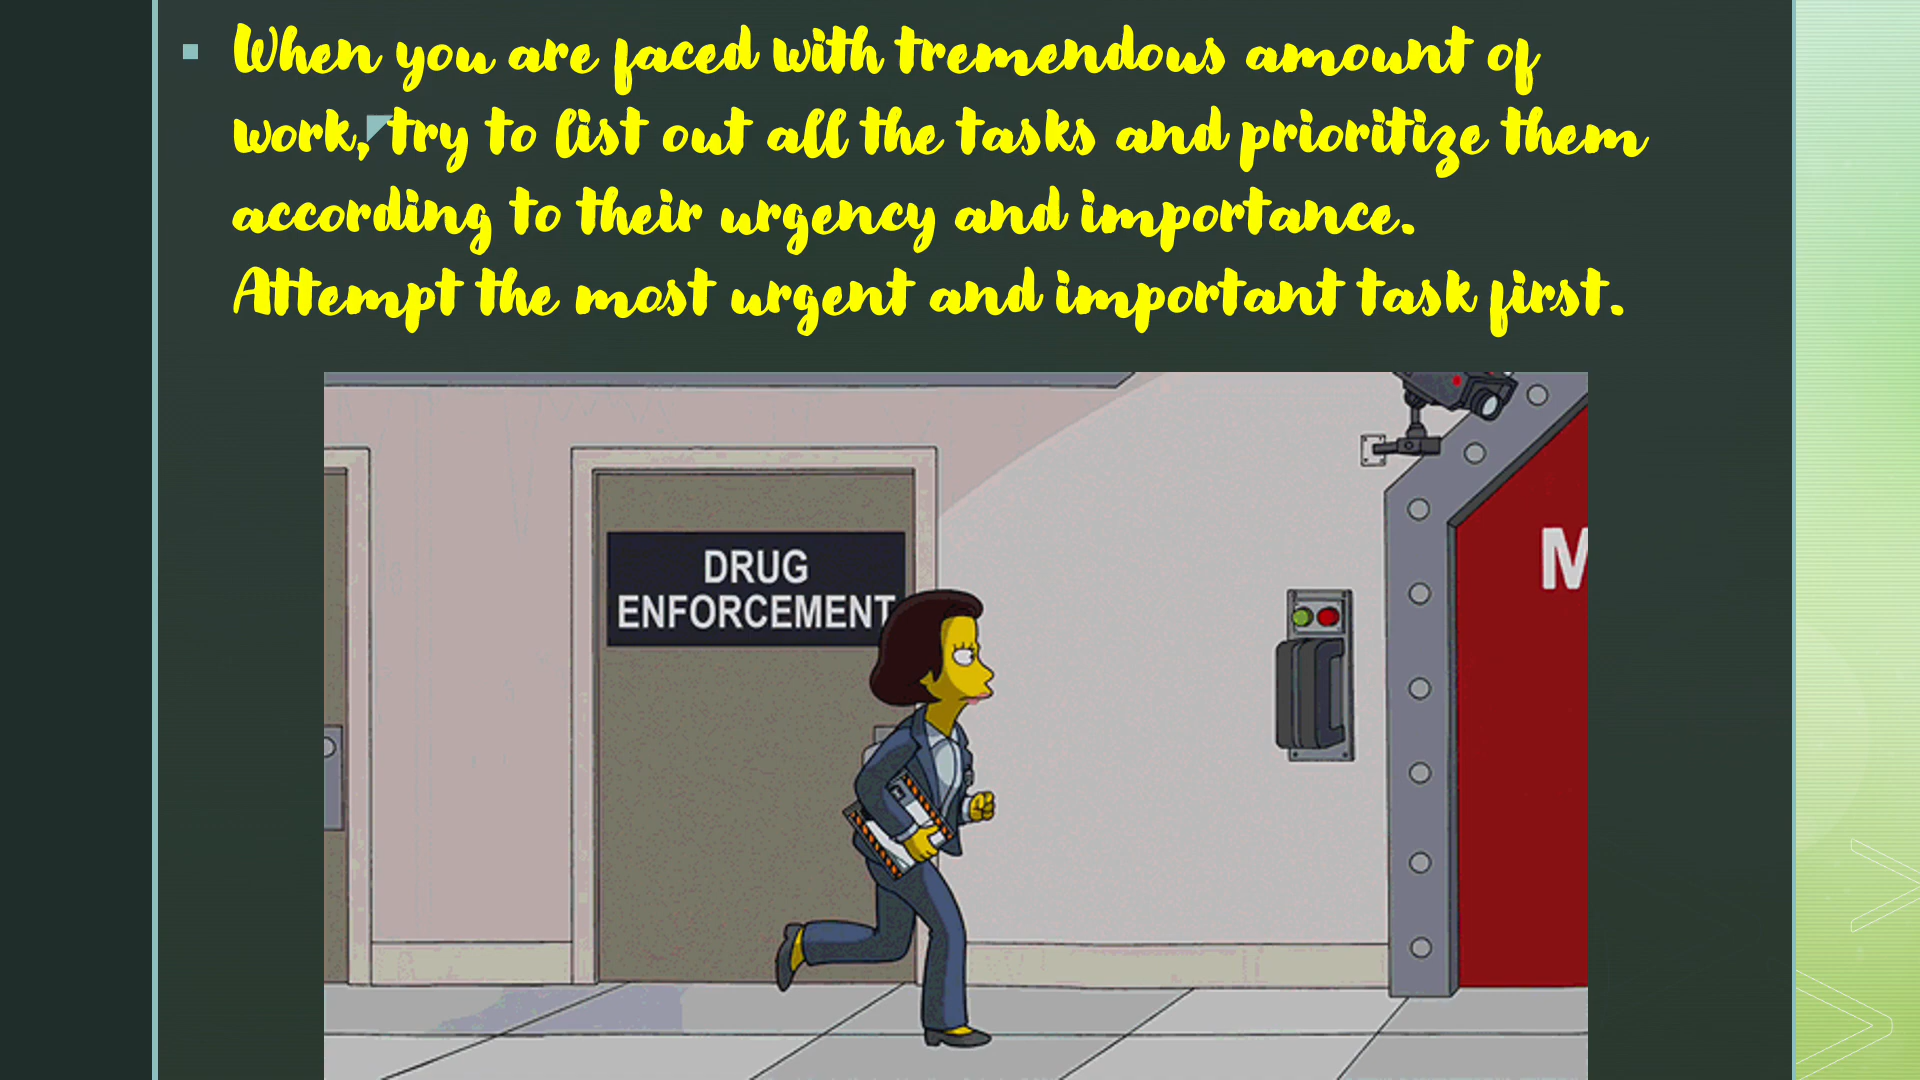 When you are faced with tremendous amount of
work, try to list out all the tasks and prioritize them
according to their urgency and importance.
Attempt the most urgent and important task first.
DRUG
ENFORCEMENT
M